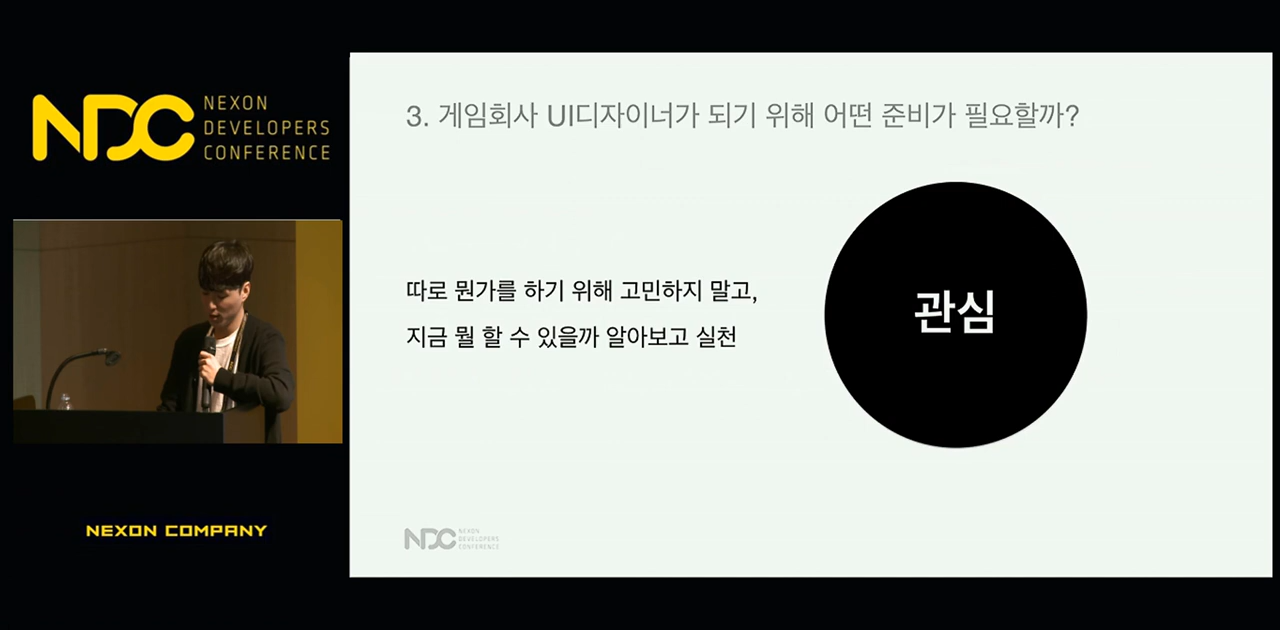 NDC NEXON
DEVELOPERS
CONFERENCE
NEXON COMPANY
3. 게임회사 UI디자이너가 되기 위해 어떤 준비가 필요할까?
따로 뭔가를 하기 위해 고민하지 말고,
지금 뭘 할 수 있을까 알아보고 실천
관심
NDC NEXON
DEVELOPERS
CONFERENCE